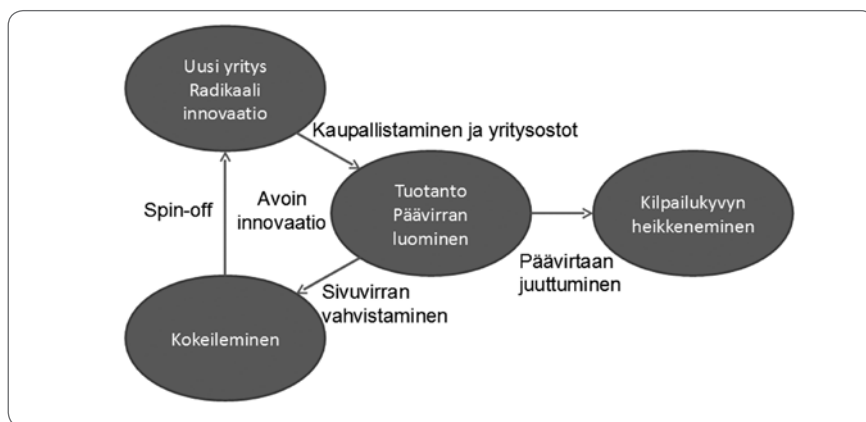 Uusi yritys
Radikaali
innovaatio
Kaupallistaminen ja yritysostot
Spin-off
Avoin
innovaatio
Tuotanto
Päävirran
luominen
Kilpailukyvyn
heikkeneminen
Päävirtaan
juuttuminen
Sivuvirran
vahvistaminen
Kokeileminen